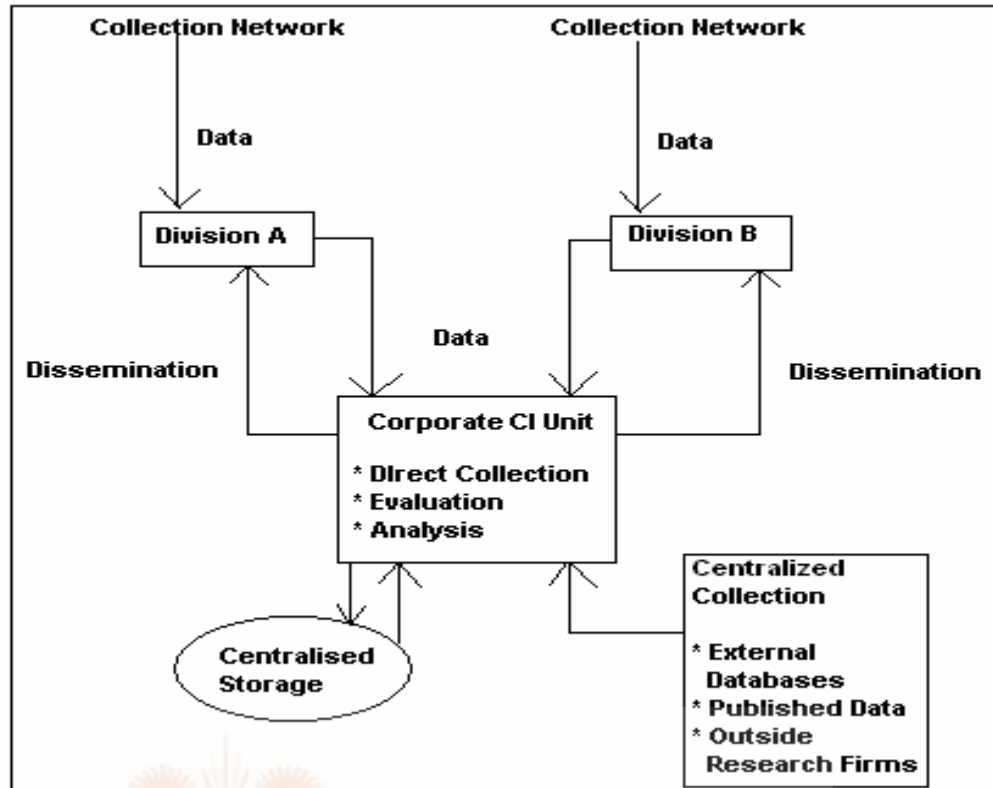 Collection Network
Collection Network
Data
Data
Division A
Division B
Data
Dissemination
Dissemination
Corporate CI Unit
* DIrect Collection
* Evaluation
* Analysis
Centralised
Storage
Centralized
Collection
* External
Databases
* Published Data
* Outside
Research Firms